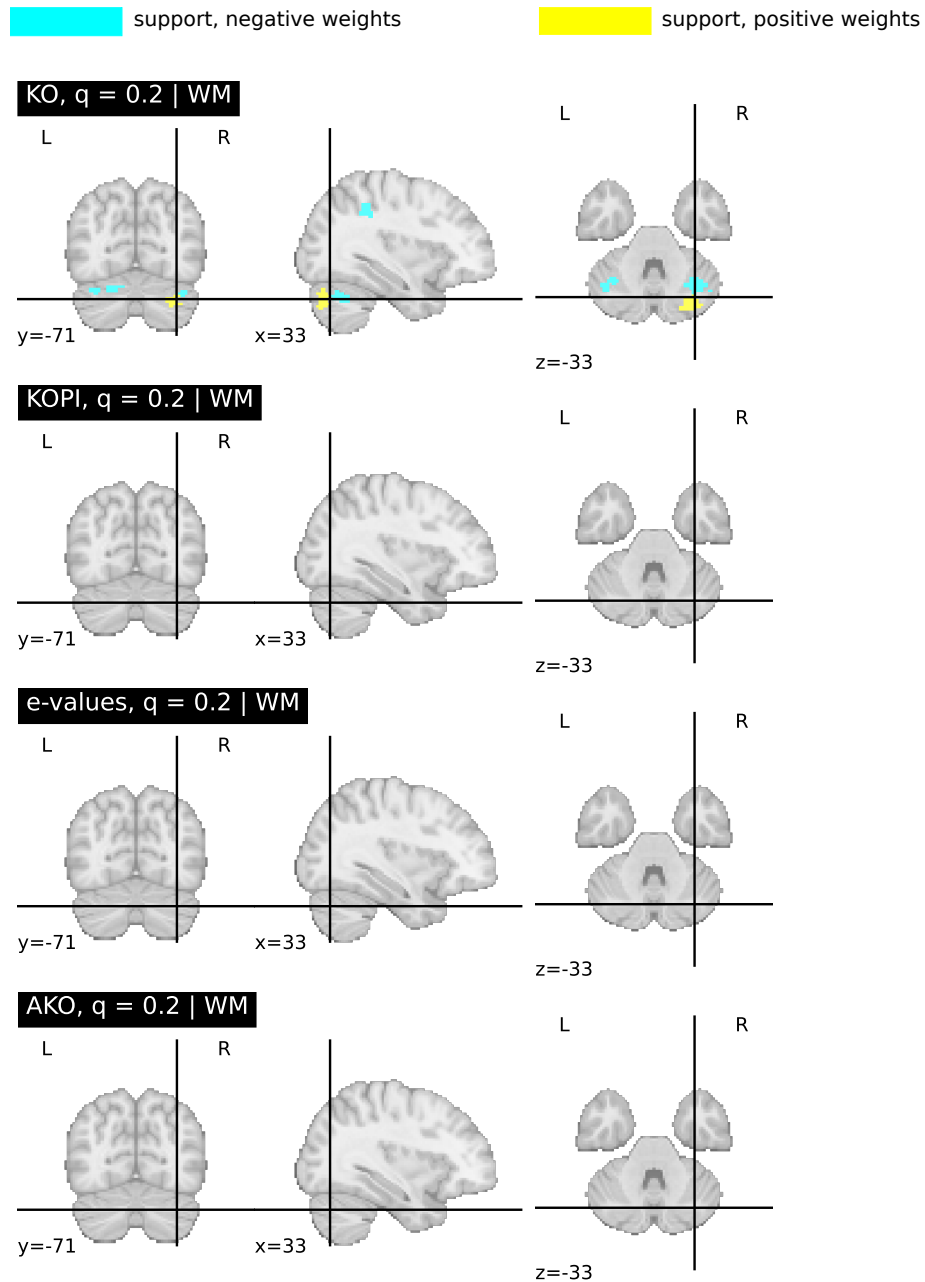 support, negative weights
support, positive weights
KO, q = 0.2 | WM
L
R
L
R
y=-71
x=33
z=-33
KOPI, q = 0.2 | WM
L
R
L
R
y=-71
x=33
z=-33
e-values, q = 0.2 | WM
L
R
L
R
y=-71
x=33
z=-33
AKO, q = 0.2 | WM
L
R
L
R
y=-71
x=33
z=-33